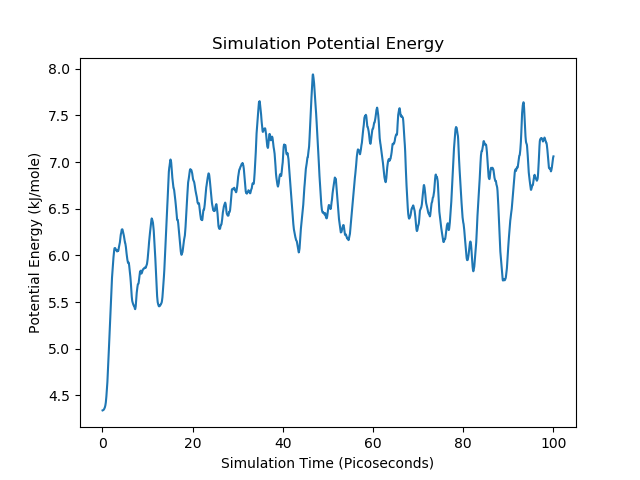 Simulation Potential Energy
Potential Energy (kJ/mole)
8.0
7.5
7.0
6.5
6.0
5.5
5.0
4.5
0 20 40 60 80 100
Simulation Time (Picoseconds)